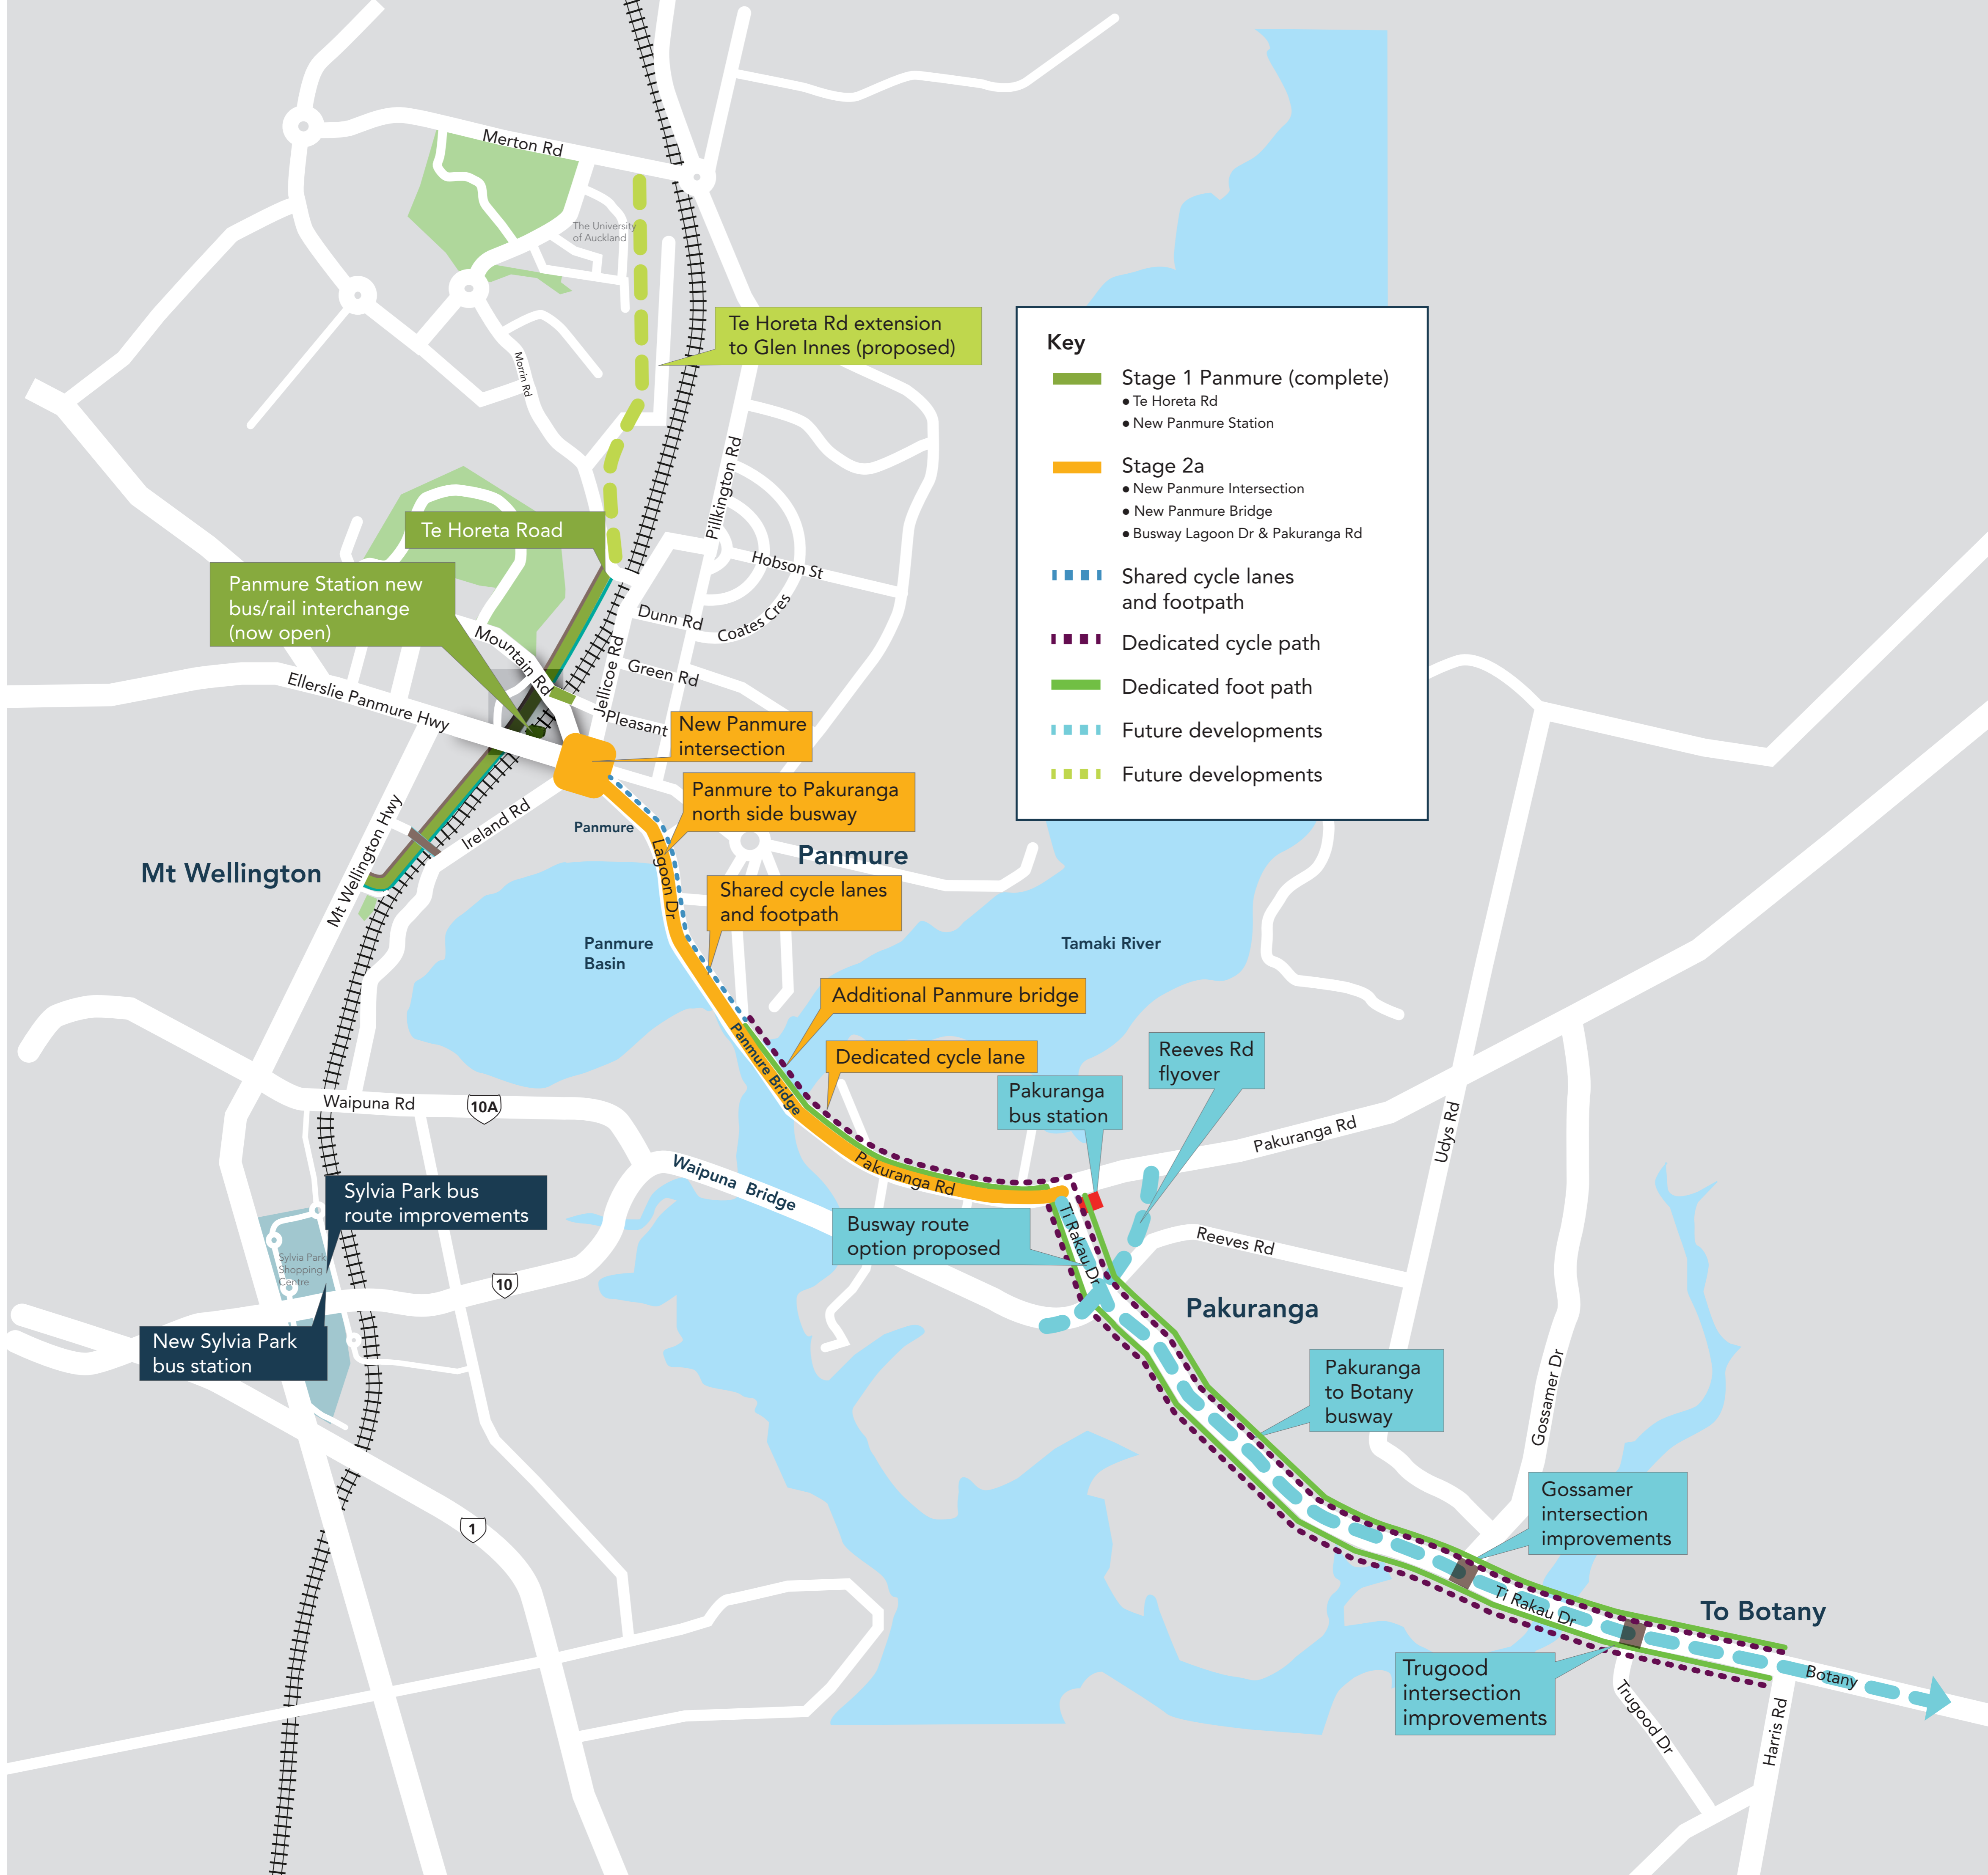 Merton Rd
The University
of Auckland
Te Horeta Rd extension
to Glen Innes (proposed)
Morrin Rd
Pillkington Rd
Key
Stage 1 Panmure (complete)
• Te Horeta Rd
• New Panmure Station
Stage 2a
• New Panmure Intersection
• New Panmure Bridge
• Busway Lagoon Dr & Pakuranga Rd
Shared cycle lanes
and footpath
Dedicated cycle path
Dedicated foot path
Future developments
Future developments
Te Horeta Road
Panmure Station new
bus/rail interchange
(now open)
Hobson St
Dunn Rd
Coates Cres
Mountain Rd
Jellicoe Rd
Green Rd
Ellerslie Panmure Hwy
Pleasant
New Panmure
intersection
Panmure to Pakuranga
north side busway
Mt Wellington Hwy
Ireland Rd
Panmure
Lagoon Dr
Panmure
Mt Wellington
Shared cycle lanes
and footpath
Panmure
Basin
Tamaki River
Additional Panmure bridge
Panmure Bridge
Dedicated cycle lane
Reeves Rd
flyover
Pakuranga
bus station
Waipuna Rd
10A
Pakuranga Rd
Udys Rd
Waipuna Bridge
Pakuranga Rd
Sylvia Park bus
route improvements
Busway route
option proposed
Ti Rakau Dr
Reeves Rd
Sylvia Park
Shopping
Centre
10
Pakuranga
New Sylvia Park
bus station
Pakuranga
to Botany
busway
Gossamer Dr
1
Gossamer
intersection
improvements
Ti Rakau Dr
To Botany
Trugood
intersection
improvements
Botany
Trugood Dr
Harris Rd